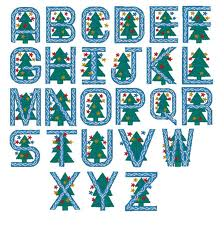 ABCDEF
GHIJKL
MNOPQR
STUVW
XYZ